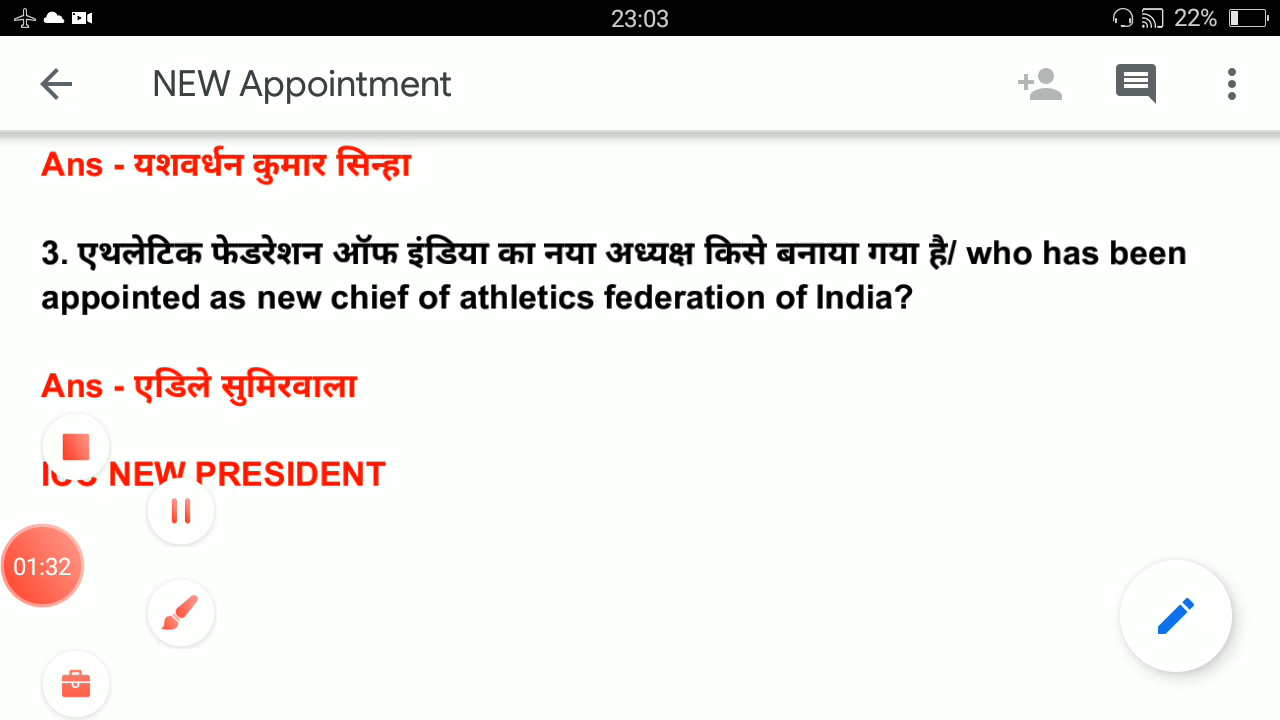 23:03
22%
NEW Appointment
Ans - यशवर्धन कुमार सिन्हा
3. एथलेटिक फेडरेशन ऑफ इंडिया का नया अध्यक्ष किसे बनाया गया है/ who has been
appointed as new chief of athletics federation of India?
Ans - एडिले सुमिरवाला
NEW PRESIDENT
01:32